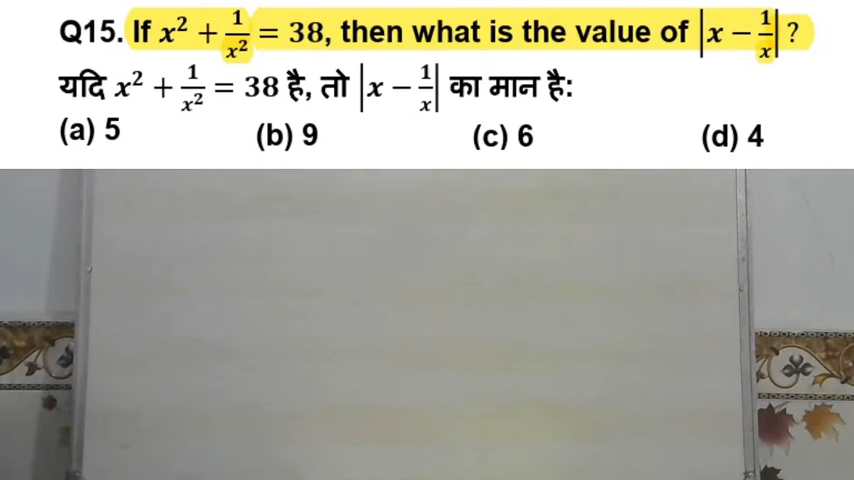 Q15. If x² + 1/x² = 38, then what is the value of |x − 1/x| ?
यदि x² + 1/x² = 38 है, तो |x − 1/x| का मान है:
(a) 5 (b) 9 (c) 6 (d) 4